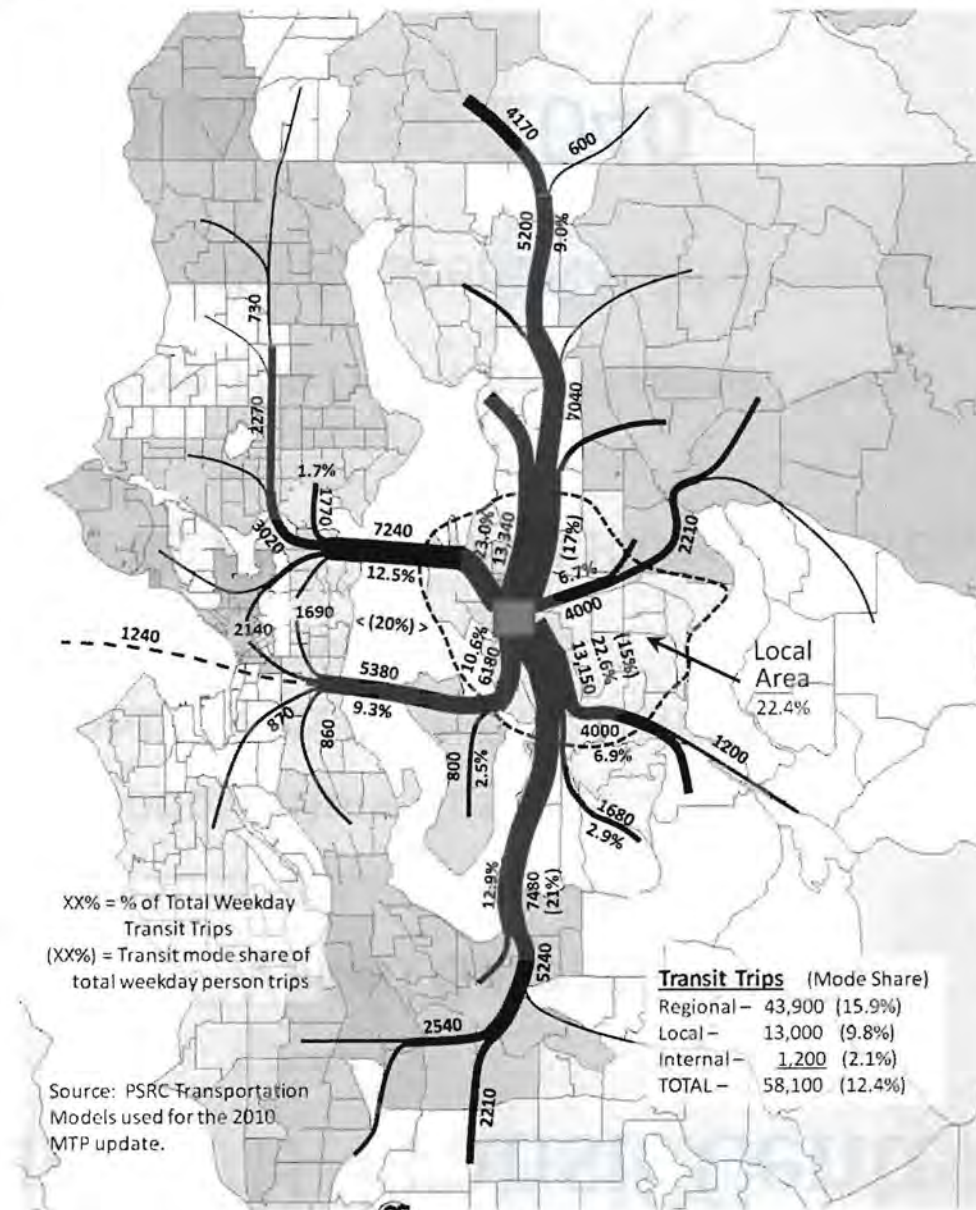 4170
600
5200
9.0%
730
2270
7040
1.7%
1770
3020
7240
12.5%
23.0%
13,340
(17%)
6.7%
2210
4000
1690
2140
< (20%) >
1240
10.6%
6180
(15%)
22.6%
13,150
Local
Area
22.4%
5380
9.3%
870
860
800
2.5%
4000
6.9%
1200
1680
2.9%
12.9%
7480
(21%)
XX% = % of Total Weekday
Transit Trips
(XX%) = Transit mode share of
total weekday person trips
5240
Transit Trips (Mode Share)
Regional – 43,900 (15.9%)
Local – 13,000 (9.8%)
Internal – 1,200 (2.1%)
TOTAL – 58,100 (12.4%)
2540
2210
Source: PSRC Transportation
Models used for the 2010
MTP update.